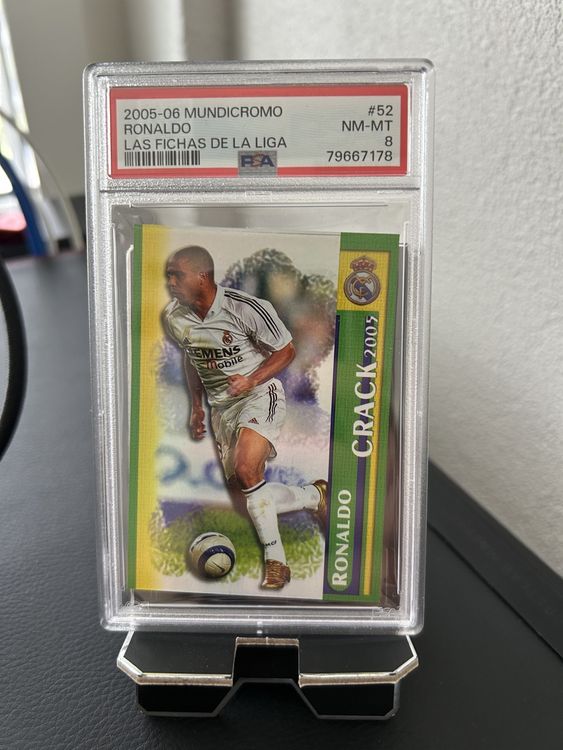 2005-06 MUNDICROMO #52
RONALDO NM-MT
LAS FICHAS DE LA LIGA 8
PSA 79667178
SIEMENS
Mobile
CRACK 2005
RONALDO